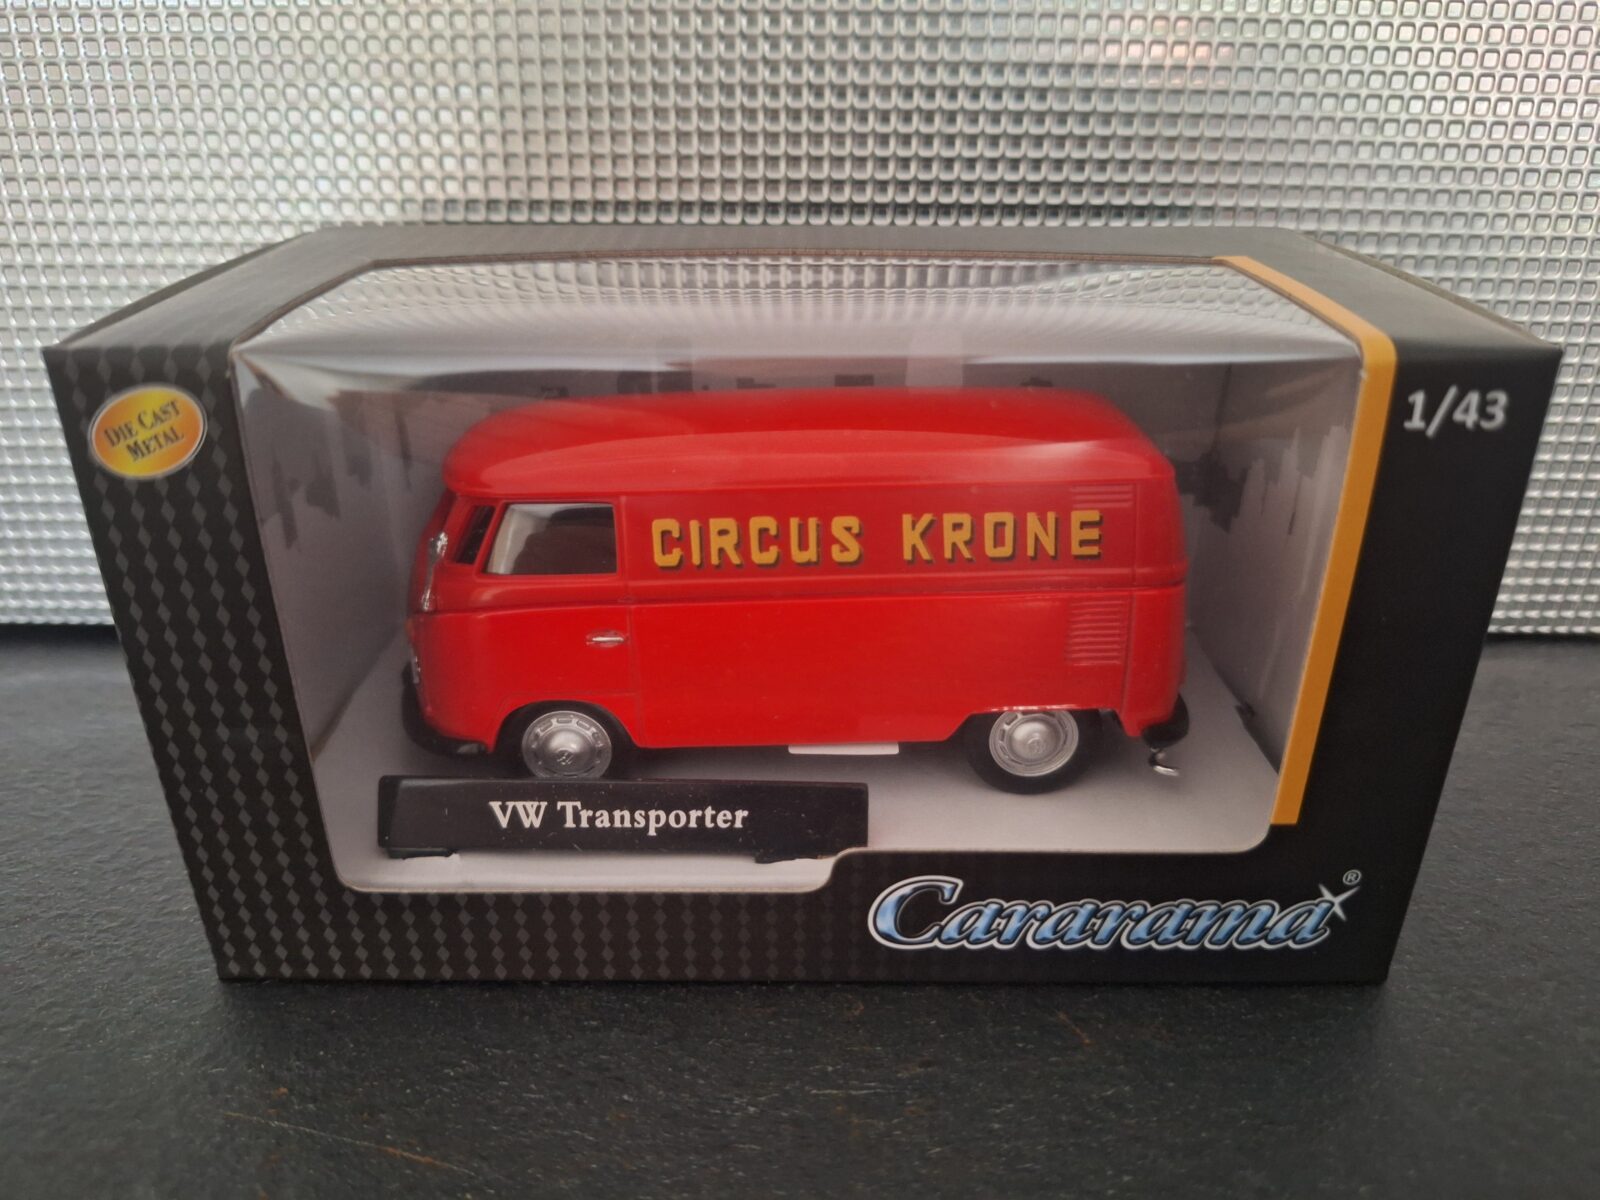 DIE CAST
METAL
1/43
CIRCUS KRONE
VW Transporter
Cararama®